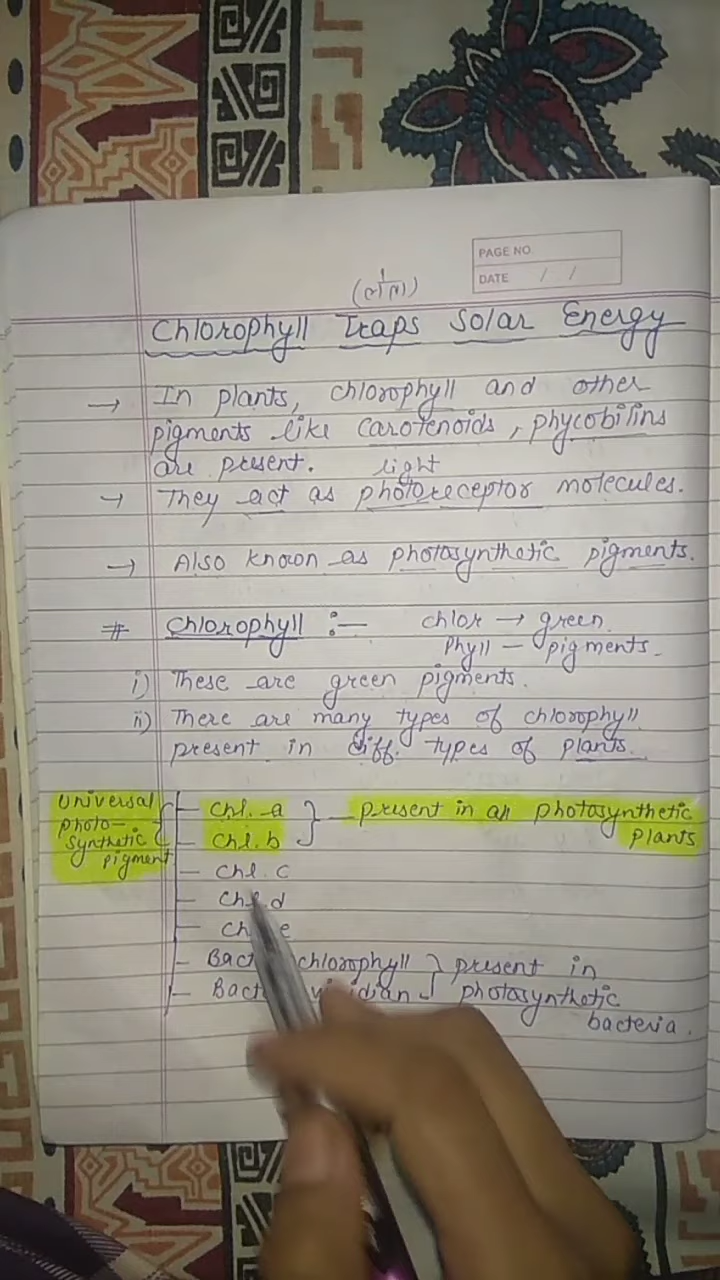 PAGE NO.
DATE / /
Chlorophyll Traps Solar Energy
→ In plants, chlorophyll and other
pigments like carotenoids, phycobilins
are present. light
→ They act as photoreceptor molecules.
→ Also known as photosynthetic pigments.
# Chlorophyll :— chlor → green
Phyll — pigments.
i) These are green pigments.
ii) There are many types of chlorophyll
present in diff. types of plants.
Universal
photo-
synthetic
pigment
Chl. a
Chl. b
present in all photosynthetic
plants
Chl. c
Chl. d
present in
photosynthetic
bacteria.